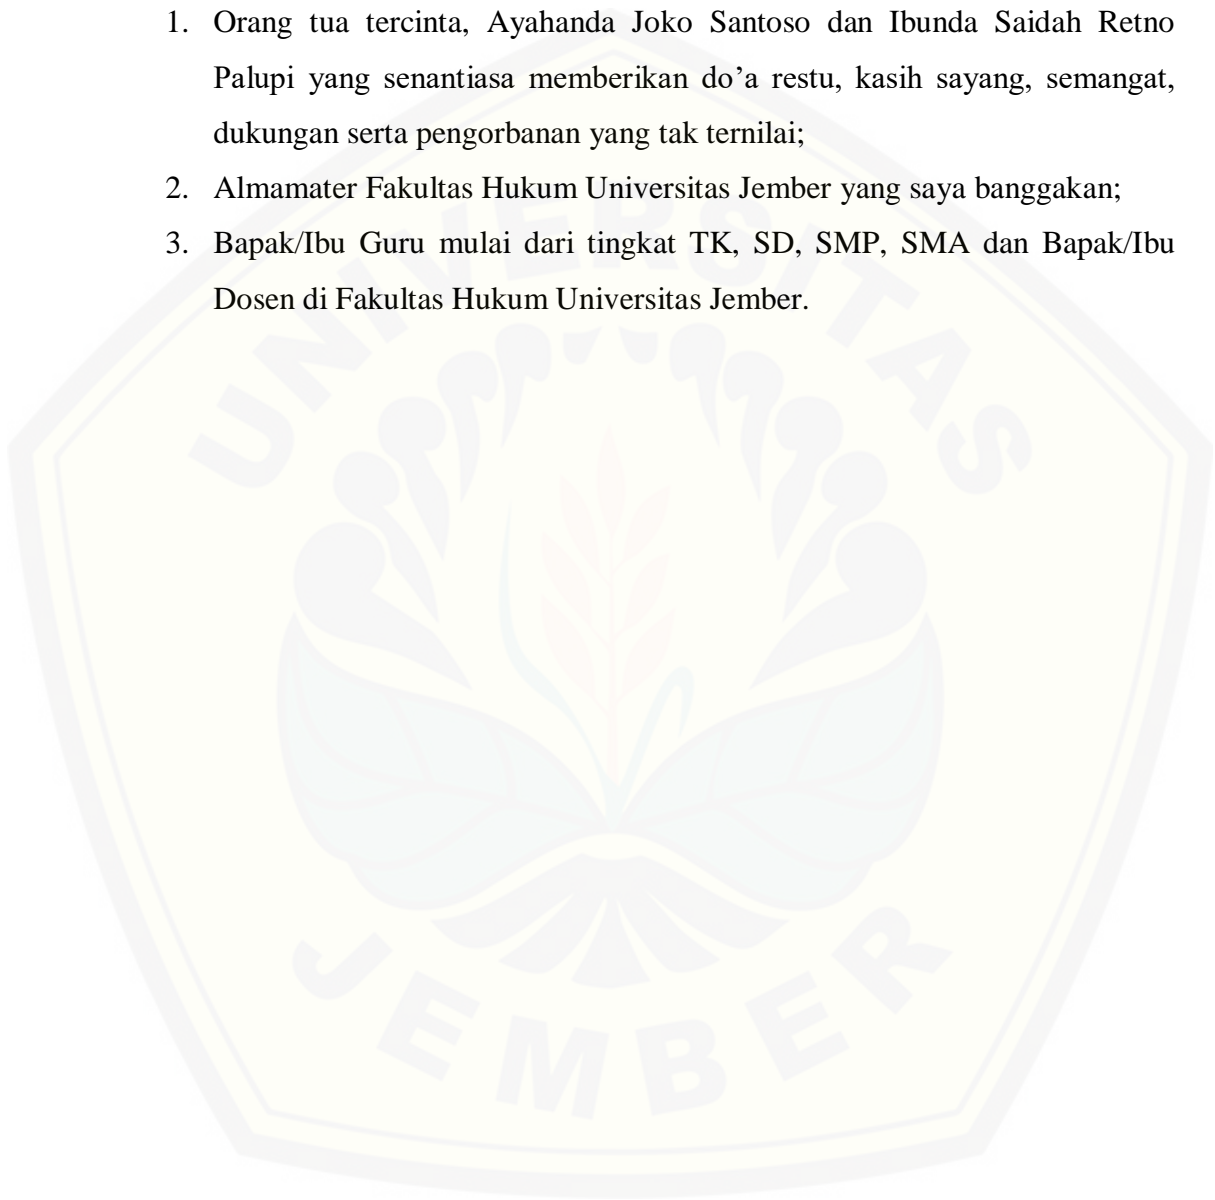 1. Orang tua tercinta, Ayahanda Joko Santoso dan Ibunda Saidah Retno
Palupi yang senantiasa memberikan do’a restu, kasih sayang, semangat,
dukungan serta pengorbanan yang tak ternilai;
2. Almamater Fakultas Hukum Universitas Jember yang saya banggakan;
3. Bapak/Ibu Guru mulai dari tingkat TK, SD, SMP, SMA dan Bapak/Ibu
Dosen di Fakultas Hukum Universitas Jember.
UNIVERSITAS
JEMBER